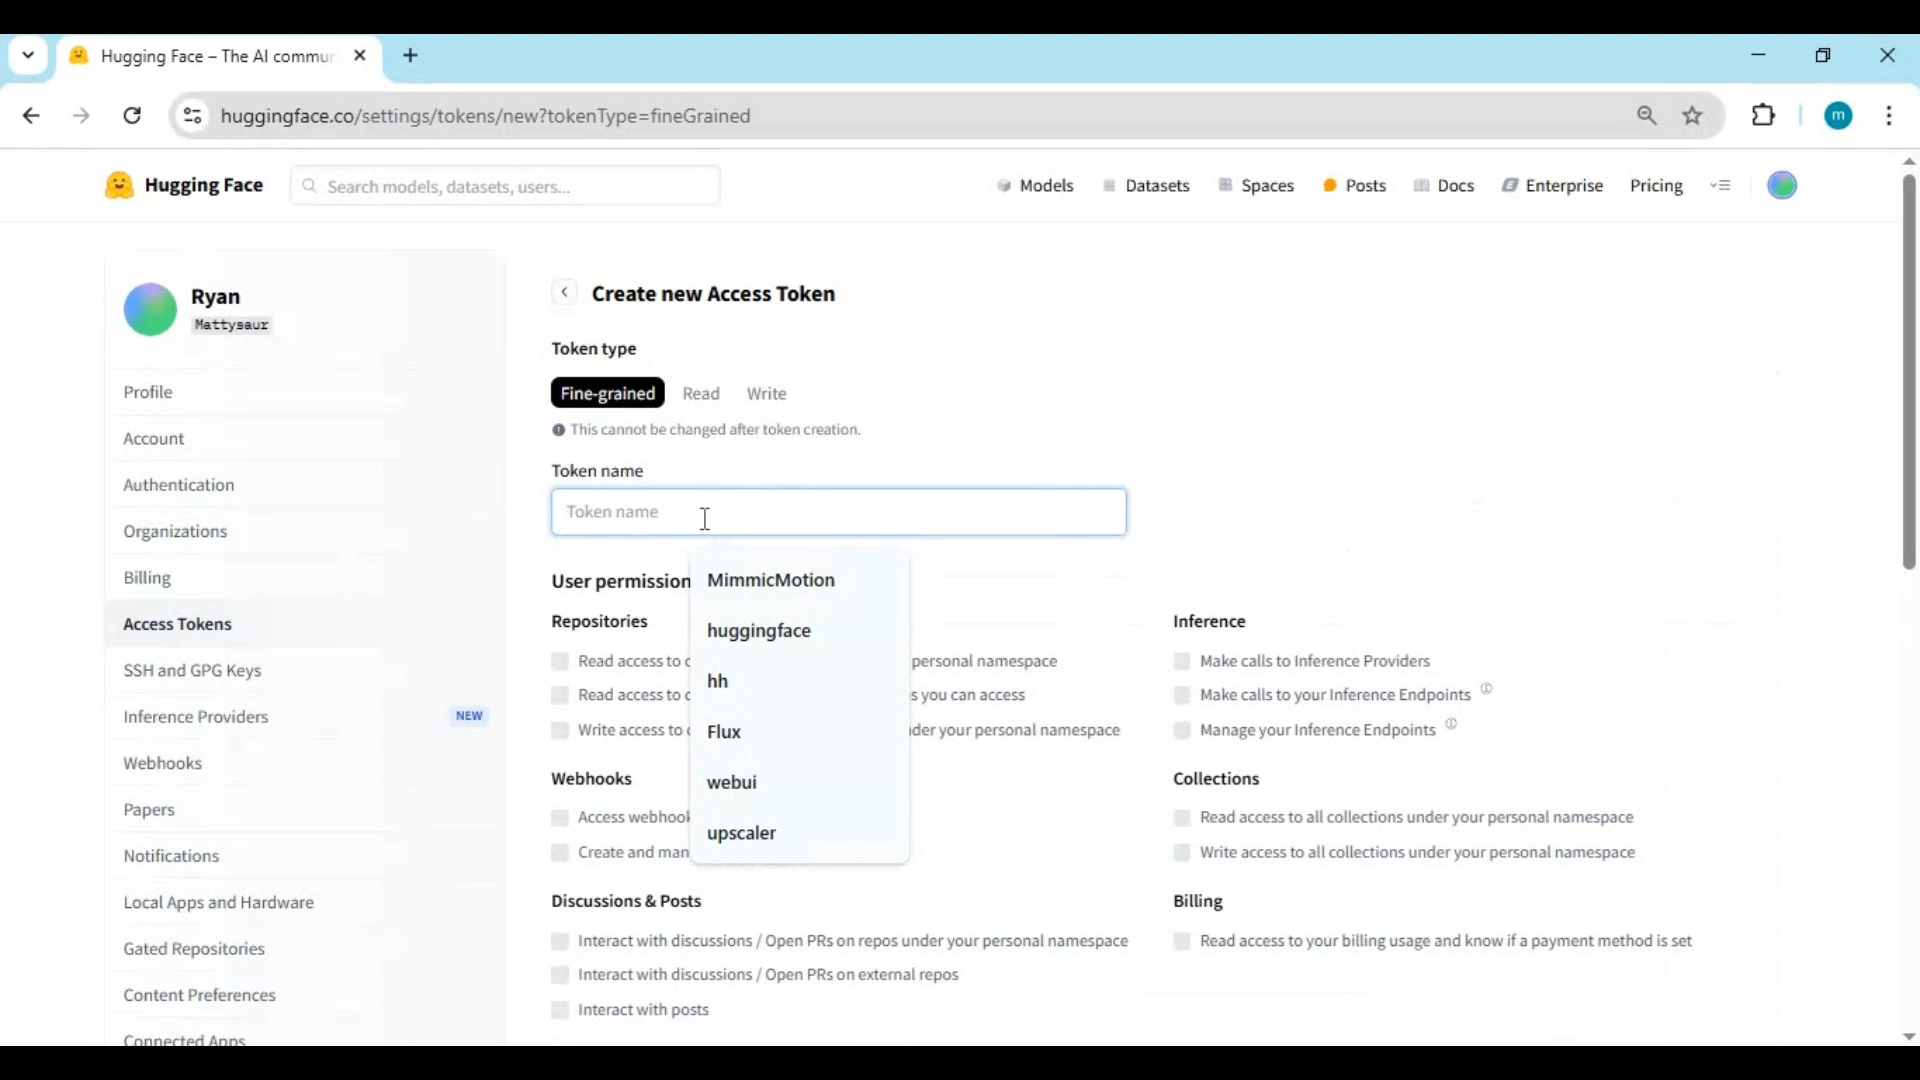 Hugging Face – The AI commur
huggingface.co/settings/tokens/new?tokenType=fineGrained
m
Hugging Face
Search models, datasets, users...
Models
Datasets
Spaces
Posts
Docs
Enterprise
Pricing
Ryan
Mattysaur
Profile
Account
Authentication
Organizations
Billing
Access Tokens
SSH and GPG Keys
Inference Providers
NEW
Webhooks
Papers
Notifications
Local Apps and Hardware
Gated Repositories
Content Preferences
Connected Apps
Create new Access Token
Token type
Fine-grained
Read
Write
This cannot be changed after token creation.
Token name
Token name
MimmicMotion
huggingface
hh
Flux
webui
upscaler
User permission
Repositories
Read access to personal namespace
Read access to s you can access
Write access to der your personal namespace
Webhooks
Access webhook
Create and man
Discussions & Posts
Interact with discussions / Open PRs on repos under your personal namespace
Interact with discussions / Open PRs on external repos
Interact with posts
Inference
Make calls to Inference Providers
Make calls to your Inference Endpoints
Manage your Inference Endpoints
Collections
Read access to all collections under your personal namespace
Write access to all collections under your personal namespace
Billing
Read access to your billing usage and know if a payment method is set